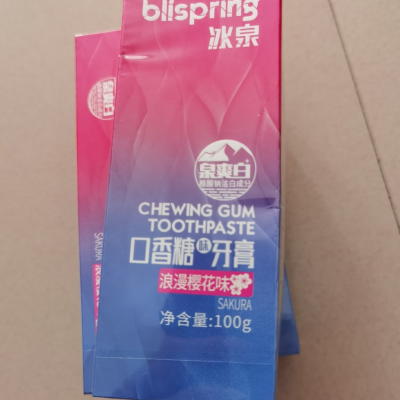 blispring
冰泉
泉爽白
CHEWING GUM
TOOTHPASTE
口香糖味牙膏
浪漫樱花味
SAKURA
净含量:100g
SAKURA